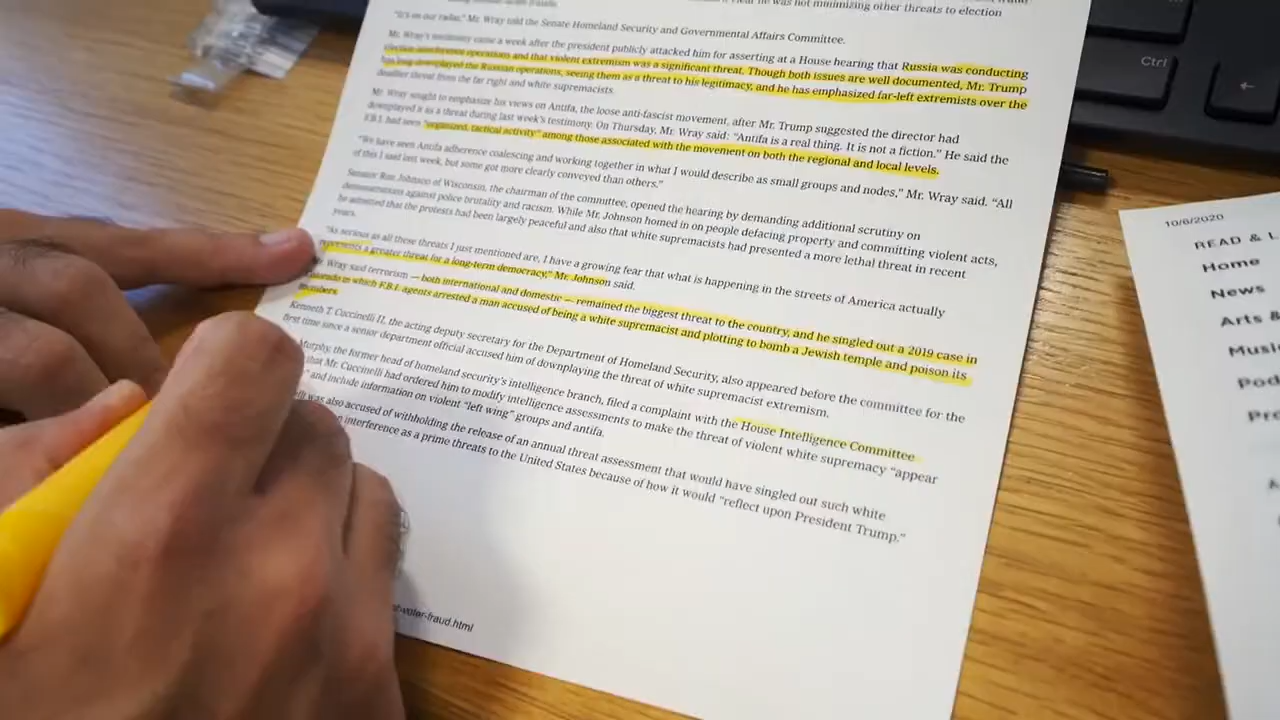 was not minimizing other threats to election
"It's on our radar," Mr. Wray told the Senate Homeland Security and Governmental Affairs Committee.
Mr. Wray's testimony came a week after the president publicly attacked him for asserting at a House hearing that Russia was conducting
election interference operations and that violent extremism was a significant threat. Though both issues are well documented, Mr. Trump
has long downplayed the Russian operations, seeing them as a threat to his legitimacy, and he has emphasized far-left extremists over the
deadlier threat from the far right and white supremacists.
Mr. Wray sought to emphasize his views on Antifa, the loose anti-fascist movement, after Mr. Trump suggested the director had
downplayed it as a threat during last week's testimony. On Thursday, Mr. Wray said: "Antifa is a real thing. It is not a fiction." He said the
F.B.I. had seen "organized, tactical activity" among those associated with the movement on both the regional and local levels.
"We have seen Antifa adherence coalescing and working together in what I would describe as small groups and nodes," Mr. Wray said. "All
of this I said last week, but some got more clearly conveyed than others."
Senator Ron Johnson of Wisconsin, the chairman of the committee, opened the hearing by demanding additional scrutiny on
demonstrations against police brutality and racism. While Mr. Johnson homed in on people defacing property and committing violent acts,
he admitted that the protests had been largely peaceful and also that white supremacists had presented a more lethal threat in recent
years.
"As serious as all these threats I just mentioned are, I have a growing fear that what is happening in the streets of America actually
represents a greater threat for a long-term democracy," Mr. Johnson said.
Mr. Wray said terrorism — both international and domestic — remained the biggest threat to the country, and he singled out a 2019 case in
Colorado in which F.B.I. agents arrested a man accused of being a white supremacist and plotting to bomb a Jewish temple and poison its
members.
Kenneth T. Cuccinelli II, the acting deputy secretary for the Department of Homeland Security, also appeared before the committee for the
first time since a senior department official accused him of downplaying the threat of white supremacist extremism.
Murphy, the former head of homeland security's intelligence branch, filed a complaint with the House Intelligence Committee
that Mr. Cuccinelli had ordered him to modify intelligence assessments to make the threat of violent white supremacy "appear
" and include information on violent "left wing" groups and antifa.
was also accused of withholding the release of an annual threat assessment that would have singled out such white
interference as a prime threats to the United States because of how it would "reflect upon President Trump."
-voter-fraud.html
Ctrl
←
10/6/2020
READ & L
Home
News
Arts &
Musi
Pod
Pr